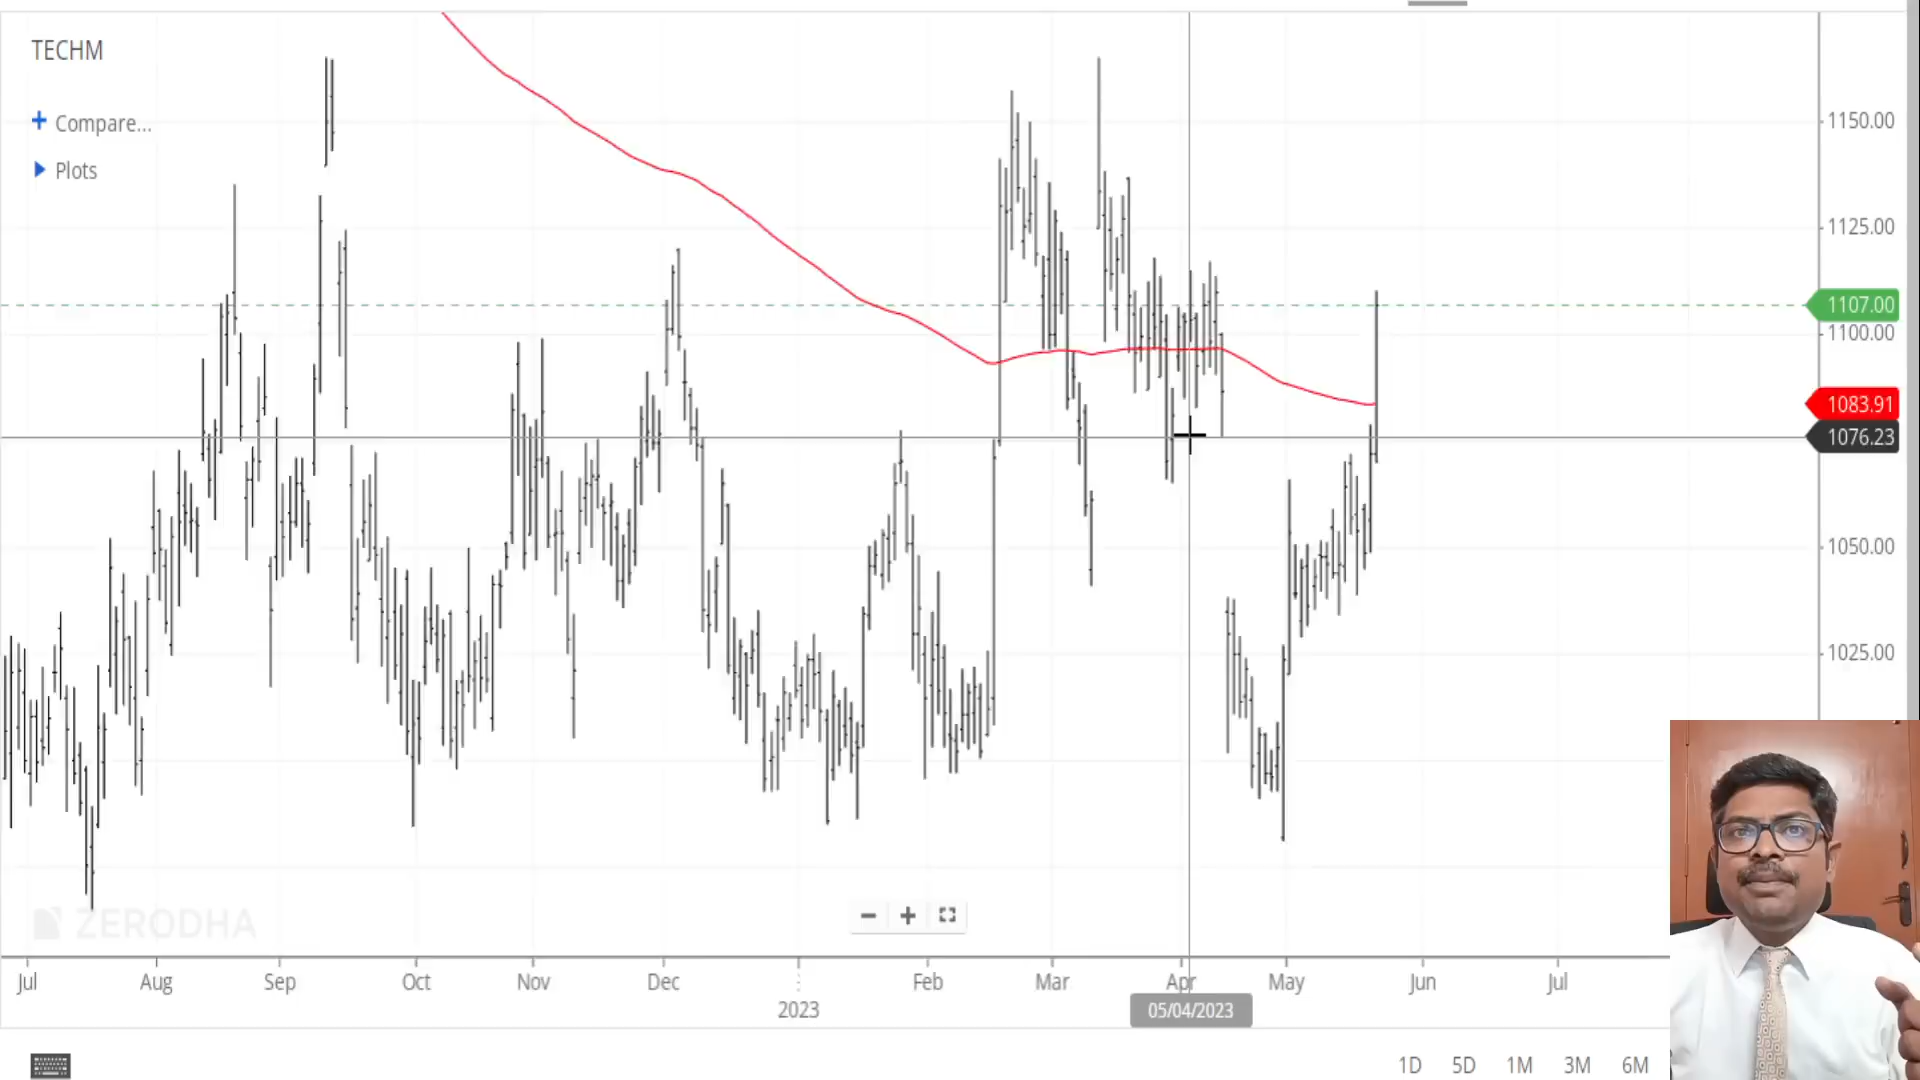 TECHM
Compare...
Plots
1150.00
1125.00
1107.00
1100.00
1083.91
1076.23
1050.00
1025.00
ZERODHA
Jul Aug Sep Oct Nov Dec Feb Mar Apr May Jun Jul
2023 05/04/2023
1D 5D 1M 3M 6M